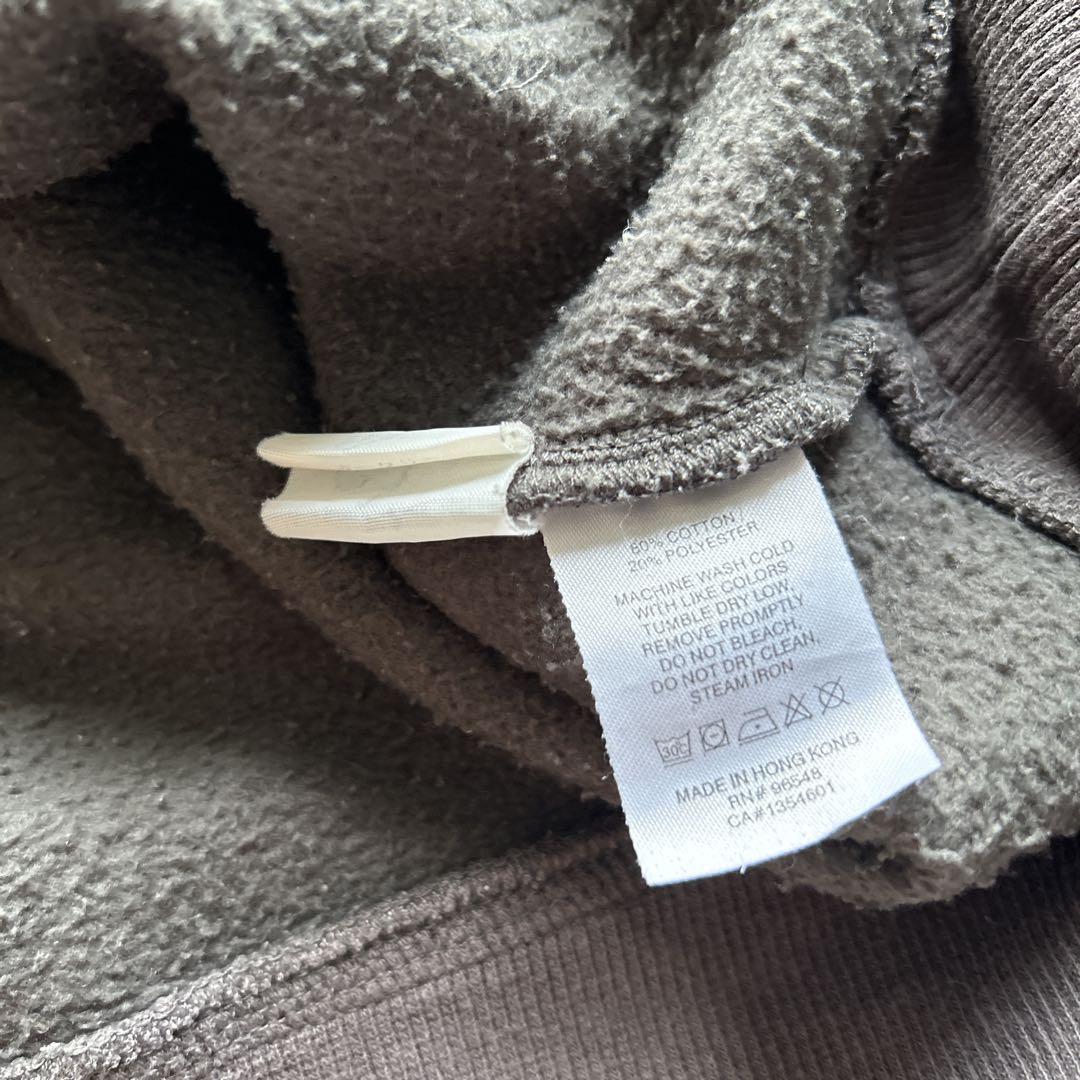 80% COTTON
20% POLYESTER
MACHINE WASH COLD
WITH LIKE COLORS
TUMBLE DRY LOW,
REMOVE PROMPTLY
DO NOT BLEACH,
DO NOT DRY CLEAN,
STEAM IRON
30C
MADE IN HONG KONG
RN# 96548
CA#1354601